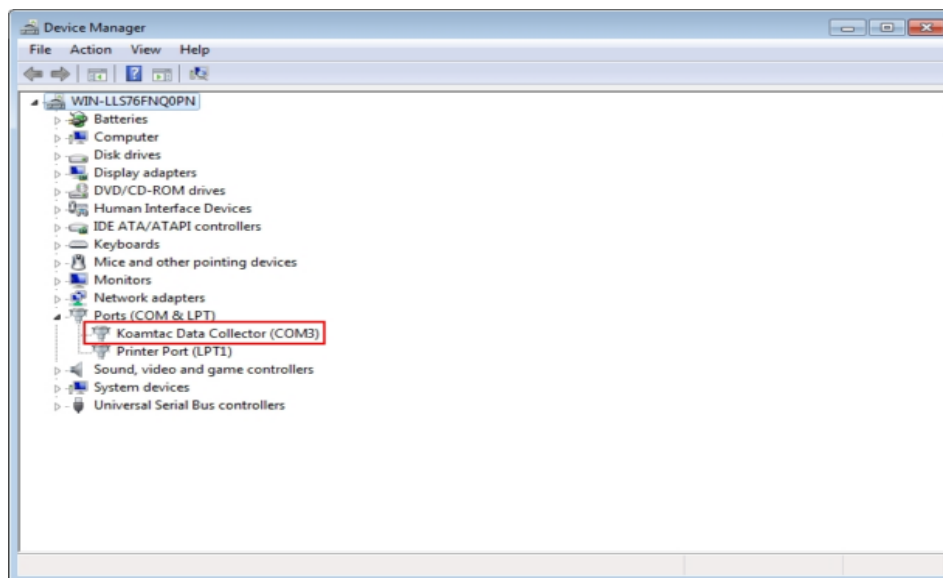 Device Manager
File Action View Help
WIN-LLS76FNQ0PN
Batteries
Computer
Disk drives
Display adapters
DVD/CD-ROM drives
Human Interface Devices
IDE ATA/ATAPI controllers
Keyboards
Mice and other pointing devices
Monitors
Network adapters
Ports (COM & LPT)
Koamtac Data Collector (COM3)
Printer Port (LPT1)
Sound, video and game controllers
System devices
Universal Serial Bus controllers